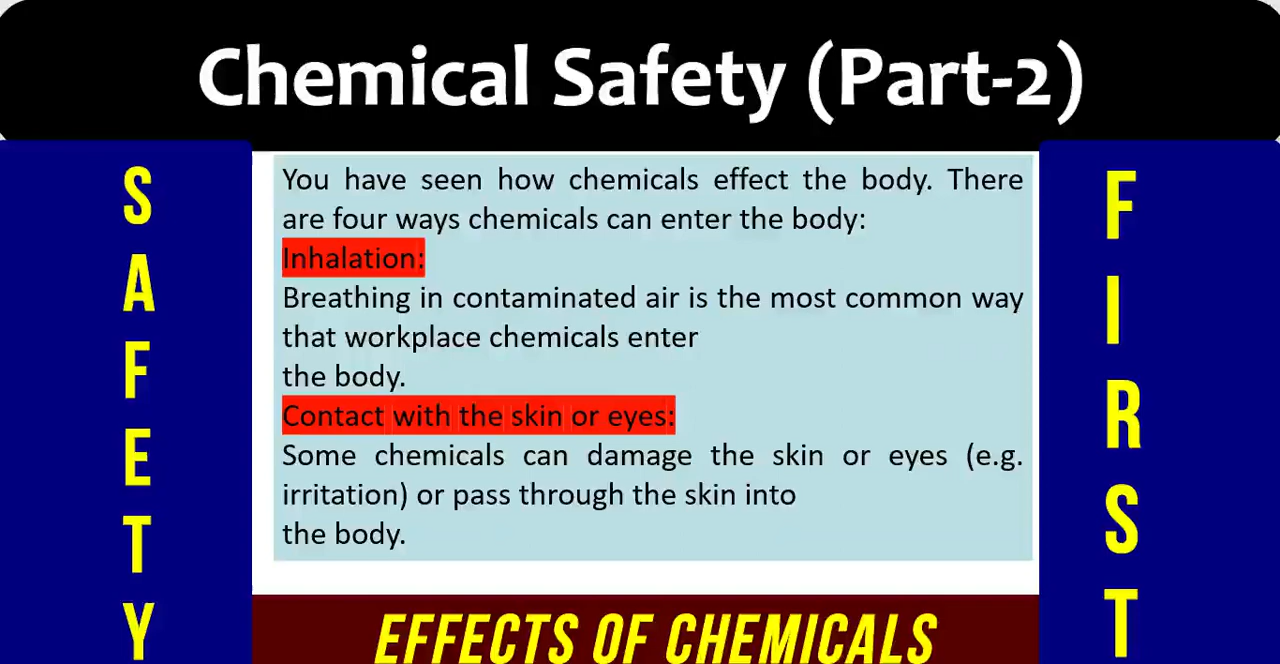 Chemical Safety (Part-2)
S
A
F
E
T
Y
You have seen how chemicals effect the body. There
are four ways chemicals can enter the body:
Inhalation:
Breathing in contaminated air is the most common way
that workplace chemicals enter
the body.
Contact with the skin or eyes:
Some chemicals can damage the skin or eyes (e.g.
irritation) or pass through the skin into
the body.
F
I
R
S
T
EFFECTS OF CHEMICALS